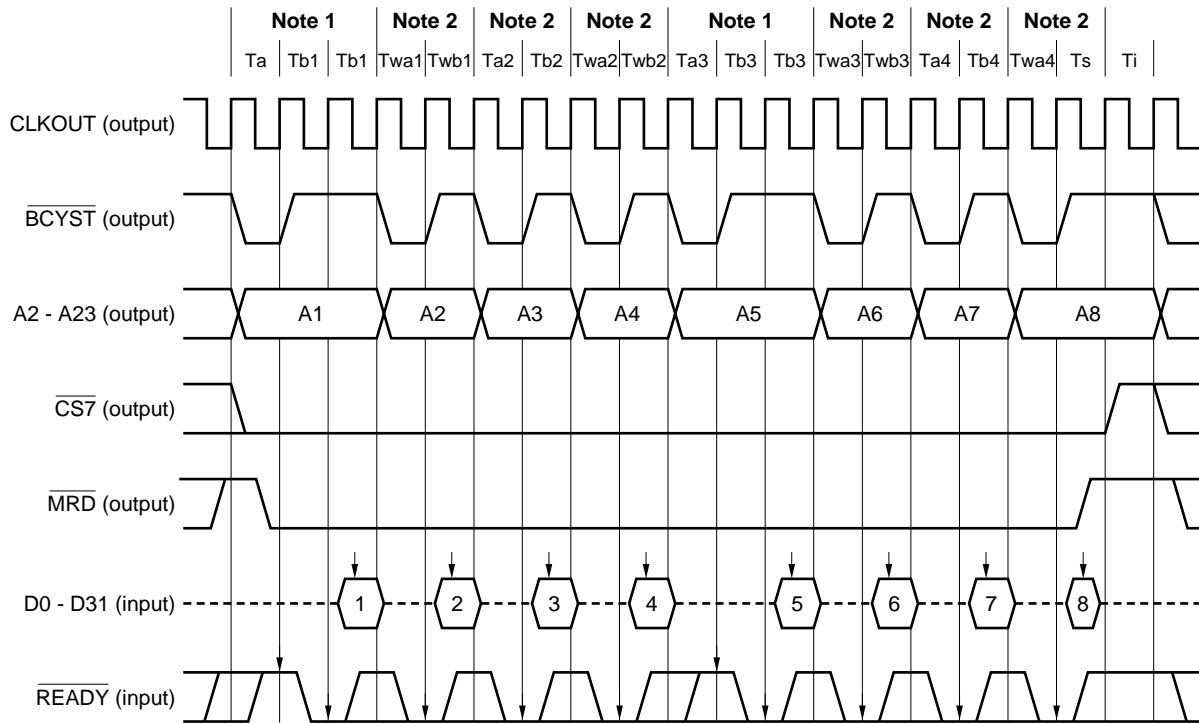 Note 1 Note 2 Note 2 Note 2 Note 1 Note 2 Note 2 Note 2
Ta Tb1 Tb1 Twa1 Twb1 Ta2 Tb2 Twa2 Twb2 Ta3 Tb3 Tb3 Twa3 Twb3 Ta4 Tb4 Twa4 Ts Ti
CLKOUT (output)
BCYST (output)
A2 - A23 (output) A1 A2 A3 A4 A5 A6 A7 A8
CS7 (output)
MRD (output)
D0 - D31 (input) 1 2 3 4 5 6 7 8
READY (input)